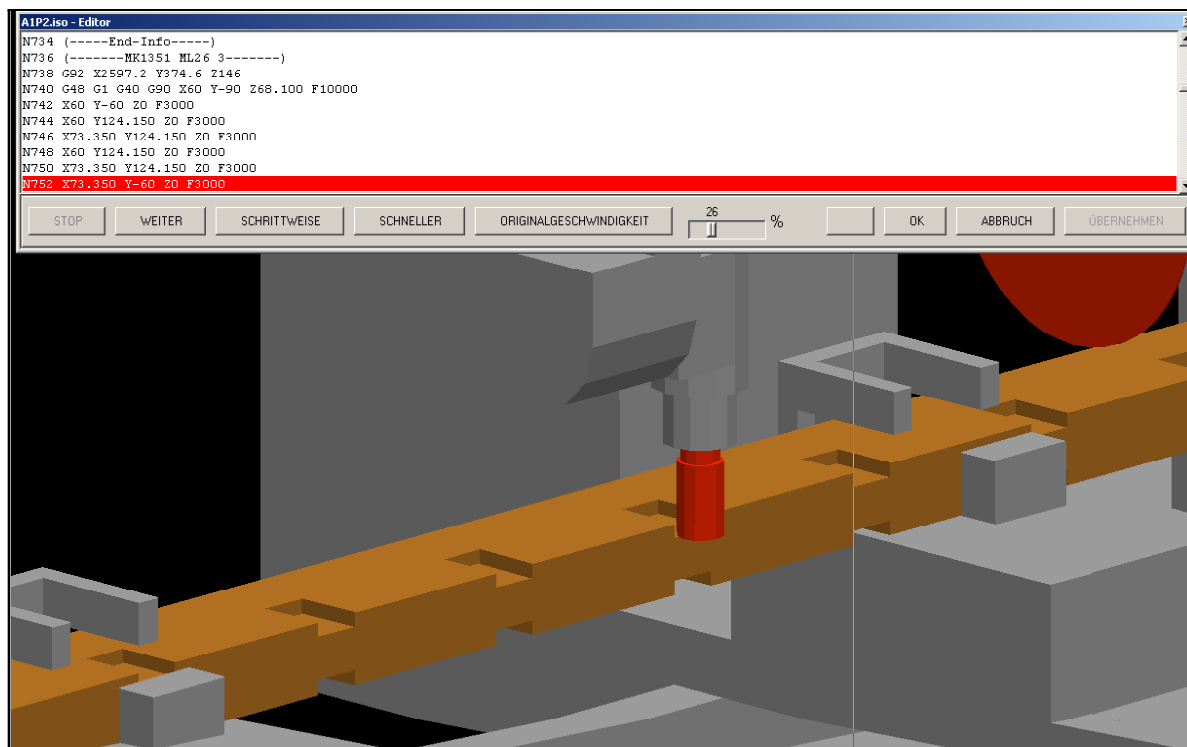 A1P2.iso - Editor
N734 (-----End-Info-----)
N736 (-------MK1351 ML26 3-------)
N738 G92 X2597.2 Y374.6 Z146
N740 G48 G1 G40 G90 X60 Y-90 Z68.100 F10000
N742 X60 Y-60 Z0 F3000
N744 X60 Y124.150 Z0 F3000
N746 X73.350 Y124.150 Z0 F3000
N748 X60 Y124.150 Z0 F3000
N750 X73.350 Y124.150 Z0 F3000
N752 X73.350 Y-60 Z0 F3000
STOP WEITER SCHRITTWEISE SCHNELLER ORIGINALGESCHWINDIGKEIT 26 % OK ABBRUCH ÜBERNEHMEN